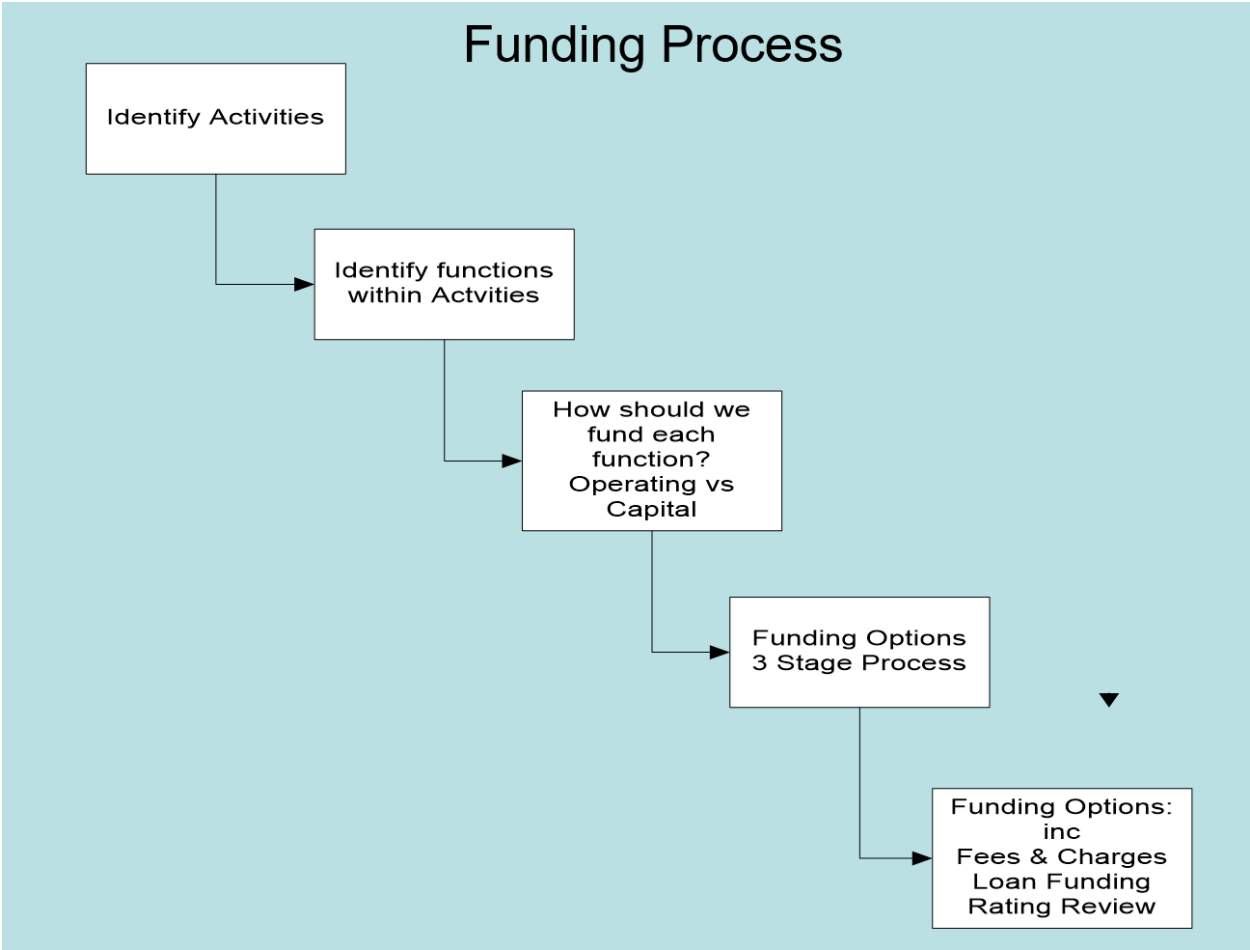 Funding Process
Identify Activities
Identify functions
within Actvities
How should we
fund each
function?
Operating vs
Capital
Funding Options
3 Stage Process
Funding Options:
inc
Fees & Charges
Loan Funding
Rating Review